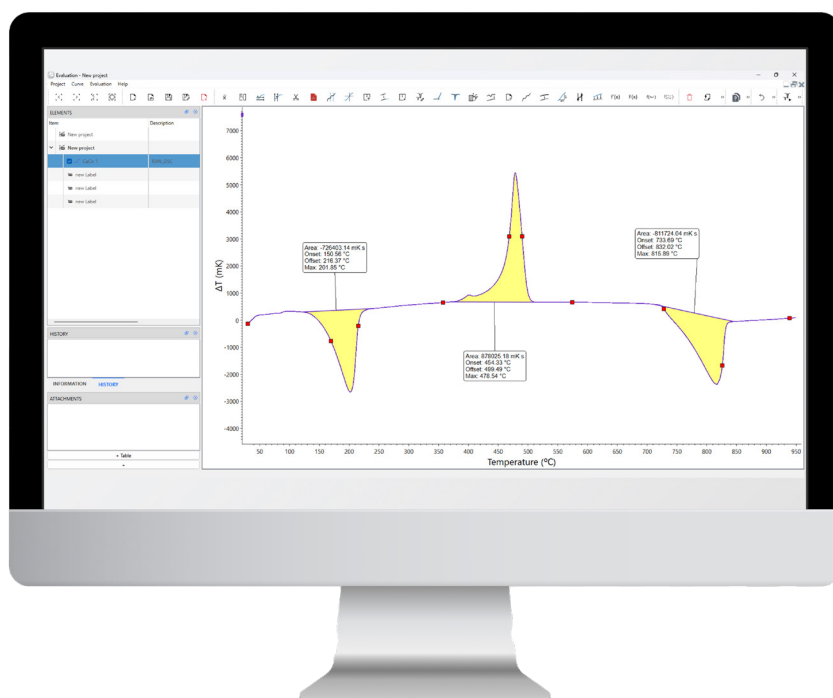 Evaluation - New project
Project Curve Evaluation Help
ELEMENTS
Item Description
New project
New project
new Label
new Label
new Label
HISTORY
INFORMATION HISTORY
ATTACHMENTS
+ Table
+
ΔT (mK)
7000
6000
5000
4000
3000
2000
1000
0
-1000
-2000
-3000
-4000
Area: -726403.14 mK s
Onset: 150.56 °C
Offset: 216.37 °C
Max: 201.85 °C
Area: 878025.18 mK s
Onset: 454.33 °C
Offset: 499.49 °C
Max: 478.54 °C
Area: -811724.04 mK s
Onset: 733.69 °C
Offset: 832.02 °C
Max: 815.89 °C
50 100 150 200 250 300 350 400 450 500 550 600 650 700 750 800 850 900 950
Temperature (ºC)